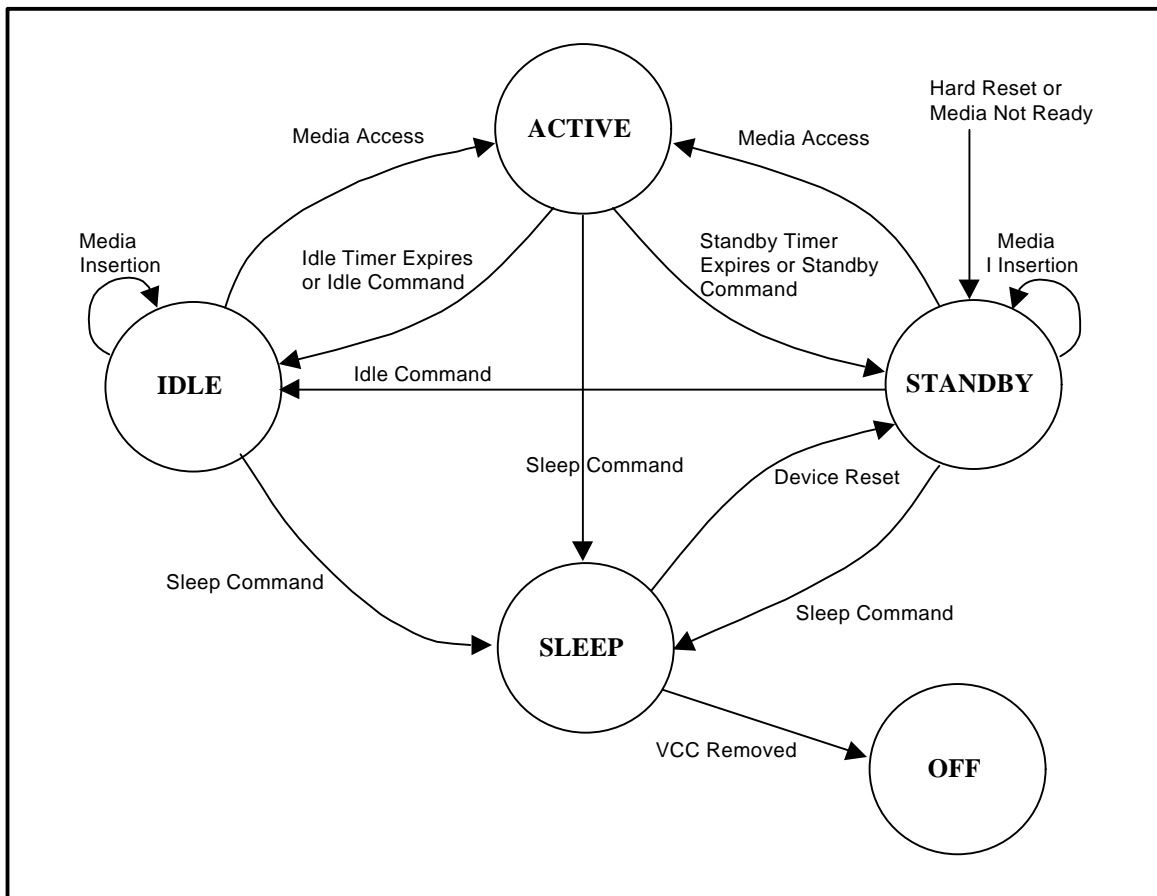 ACTIVE
Hard Reset or
Media Not Ready
Media Access
Media Access
Media
Insertion
Idle Timer Expires
or Idle Command
Standby Timer
Expires or Standby
Command
Media
I Insertion
IDLE
Idle Command
STANDBY
Sleep Command
Device Reset
Sleep Command
Sleep Command
SLEEP
VCC Removed
OFF